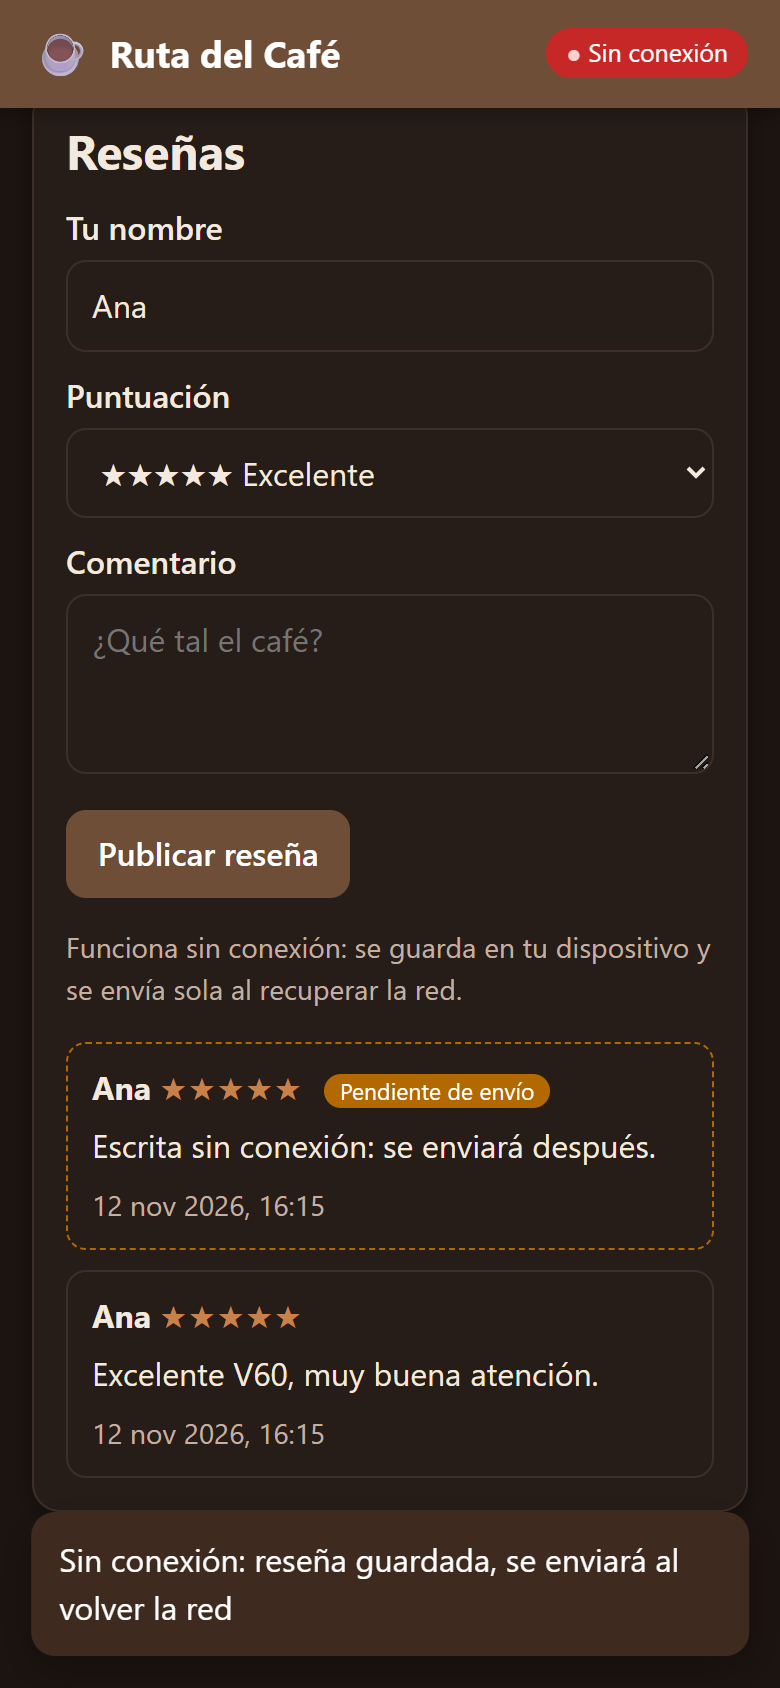 Ruta del Café
Sin conexión
Reseñas
Tu nombre
Ana
Puntuación
★★★★★ Excelente
Comentario
¿Qué tal el café?
Publicar reseña
Funciona sin conexión: se guarda en tu dispositivo y
se envía sola al recuperar la red.
Ana ★★★★★ Pendiente de envío
Escrita sin conexión: se enviará después.
12 nov 2026, 16:15
Ana ★★★★★
Excelente V60, muy buena atención.
12 nov 2026, 16:15
Sin conexión: reseña guardada, se enviará al
volver la red